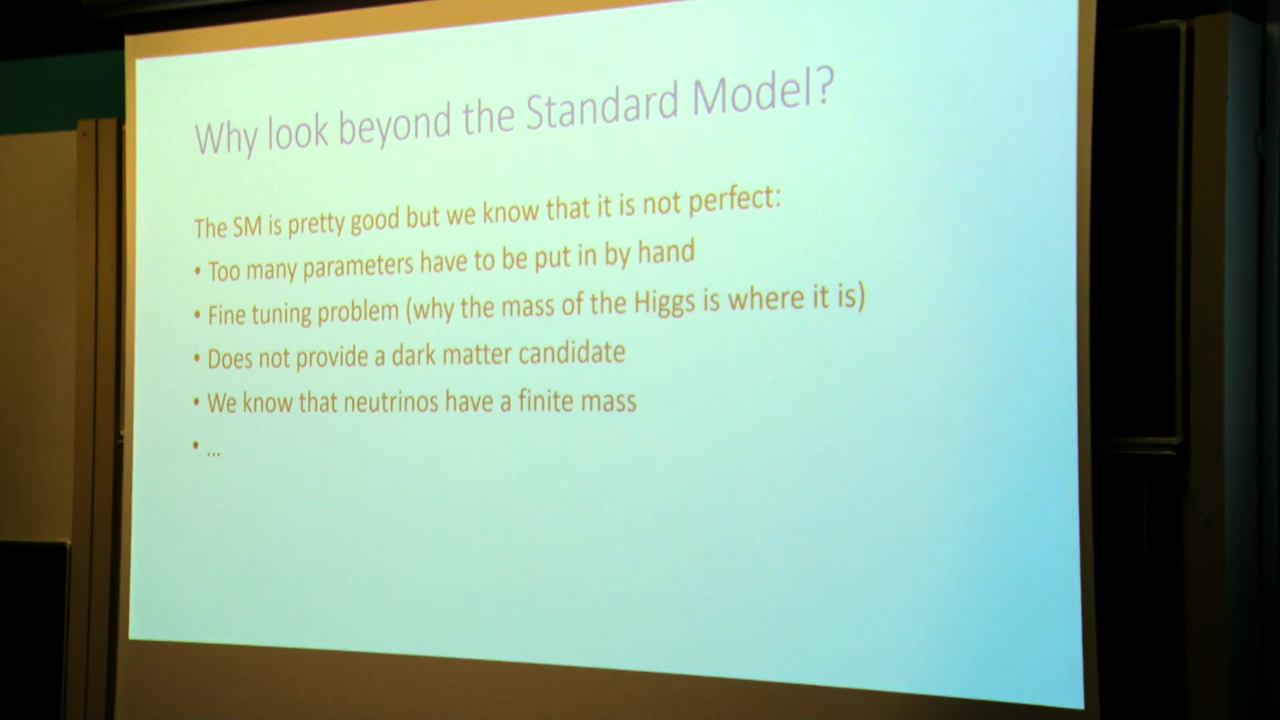 Why look beyond the Standard Model?
The SM is pretty good but we know that it is not perfect:
• Too many parameters have to be put in by hand
• Fine tuning problem (why the mass of the Higgs is where it is)
• Does not provide a dark matter candidate
• We know that neutrinos have a finite mass
• ...